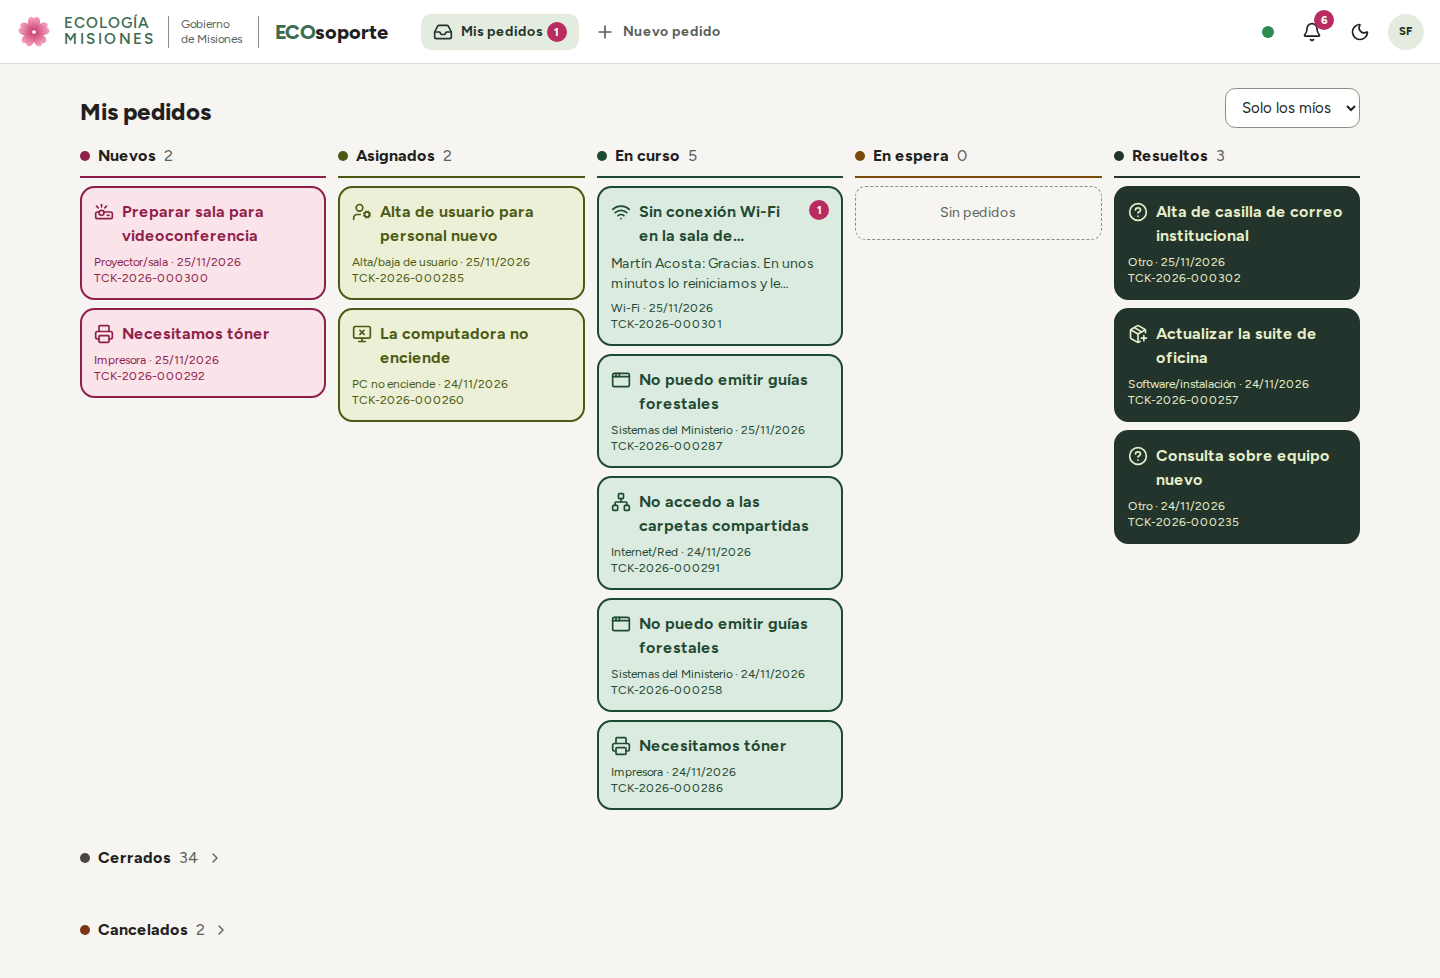 ECOLOGÍA
MISIONES
Gobierno
de Misiones
ECOsoporte
Mis pedidos 1
Nuevo pedido
6
SF
Mis pedidos
Solo los míos
Nuevos 2
Preparar sala para
videoconferencia
Proyector/sala · 25/11/2026
TCK-2026-000300
Necesitamos tóner
Impresora · 25/11/2026
TCK-2026-000292
Asignados 2
Alta de usuario para
personal nuevo
Alta/baja de usuario · 25/11/2026
TCK-2026-000285
La computadora no
enciende
PC no enciende · 24/11/2026
TCK-2026-000260
En curso 5
Sin conexión Wi-Fi 1
en la sala de...
Martín Acosta: Gracias. En unos
minutos lo reiniciamos y le...
Wi-Fi · 25/11/2026
TCK-2026-000301
No puedo emitir guías
forestales
Sistemas del Ministerio · 25/11/2026
TCK-2026-000287
No accedo a las
carpetas compartidas
Internet/Red · 24/11/2026
TCK-2026-000291
No puedo emitir guías
forestales
Sistemas del Ministerio · 24/11/2026
TCK-2026-000258
Necesitamos tóner
Impresora · 24/11/2026
TCK-2026-000286
En espera 0
Sin pedidos
Resueltos 3
Alta de casilla de correo
institucional
Otro · 25/11/2026
TCK-2026-000302
Actualizar la suite de
oficina
Software/instalación · 24/11/2026
TCK-2026-000257
Consulta sobre equipo
nuevo
Otro · 24/11/2026
TCK-2026-000235
Cerrados 34
Cancelados 2